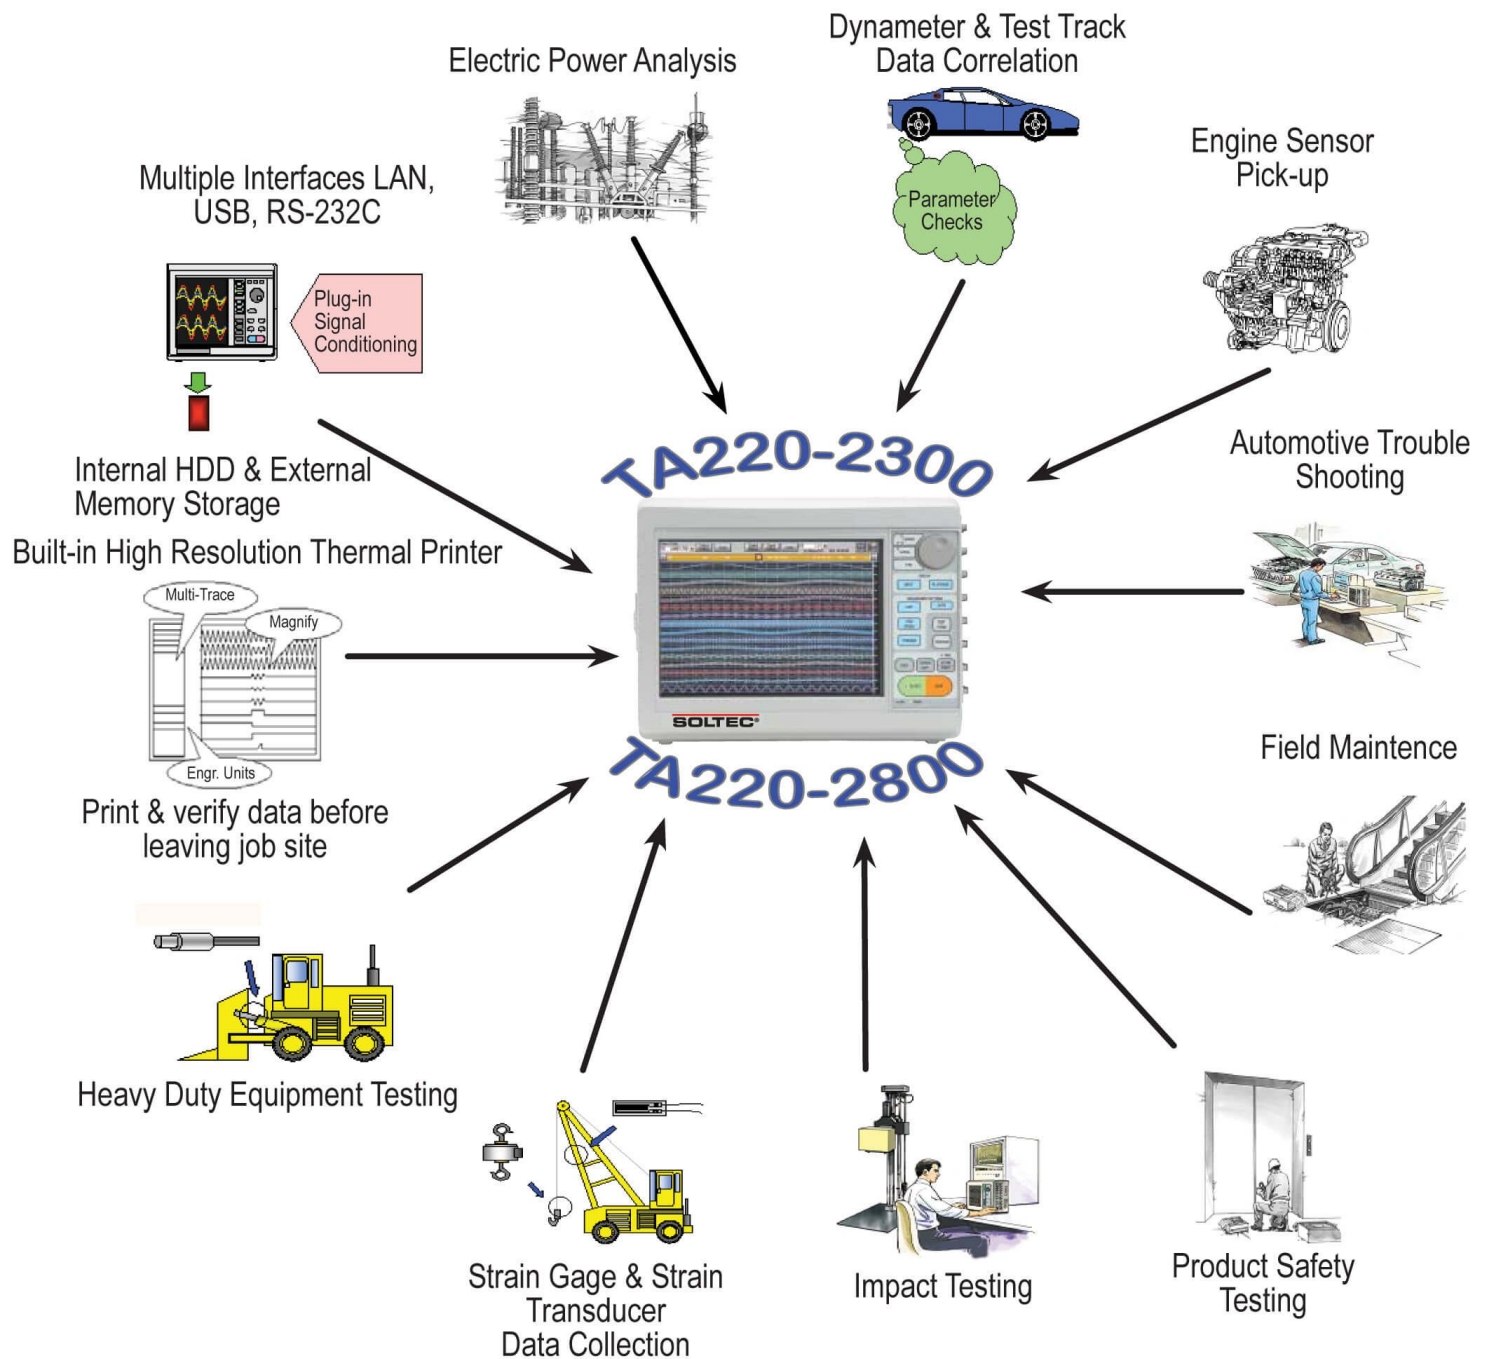 Dynameter & Test Track
Data Correlation
Electric Power Analysis
Engine Sensor
Pick-up
Multiple Interfaces LAN,
USB, RS-232C
Parameter
Checks
Plug-in
Signal
Conditioning
Internal HDD & External
Memory Storage
TA220-2300
Automotive Trouble
Shooting
Built-in High Resolution Thermal Printer
Multi-Trace
Magnify
Engr. Units
SOLTEC®
TA220-2800
Field Maintence
Print & verify data before
leaving job site
Heavy Duty Equipment Testing
Strain Gage & Strain
Transducer
Data Collection
Impact Testing
Product Safety
Testing